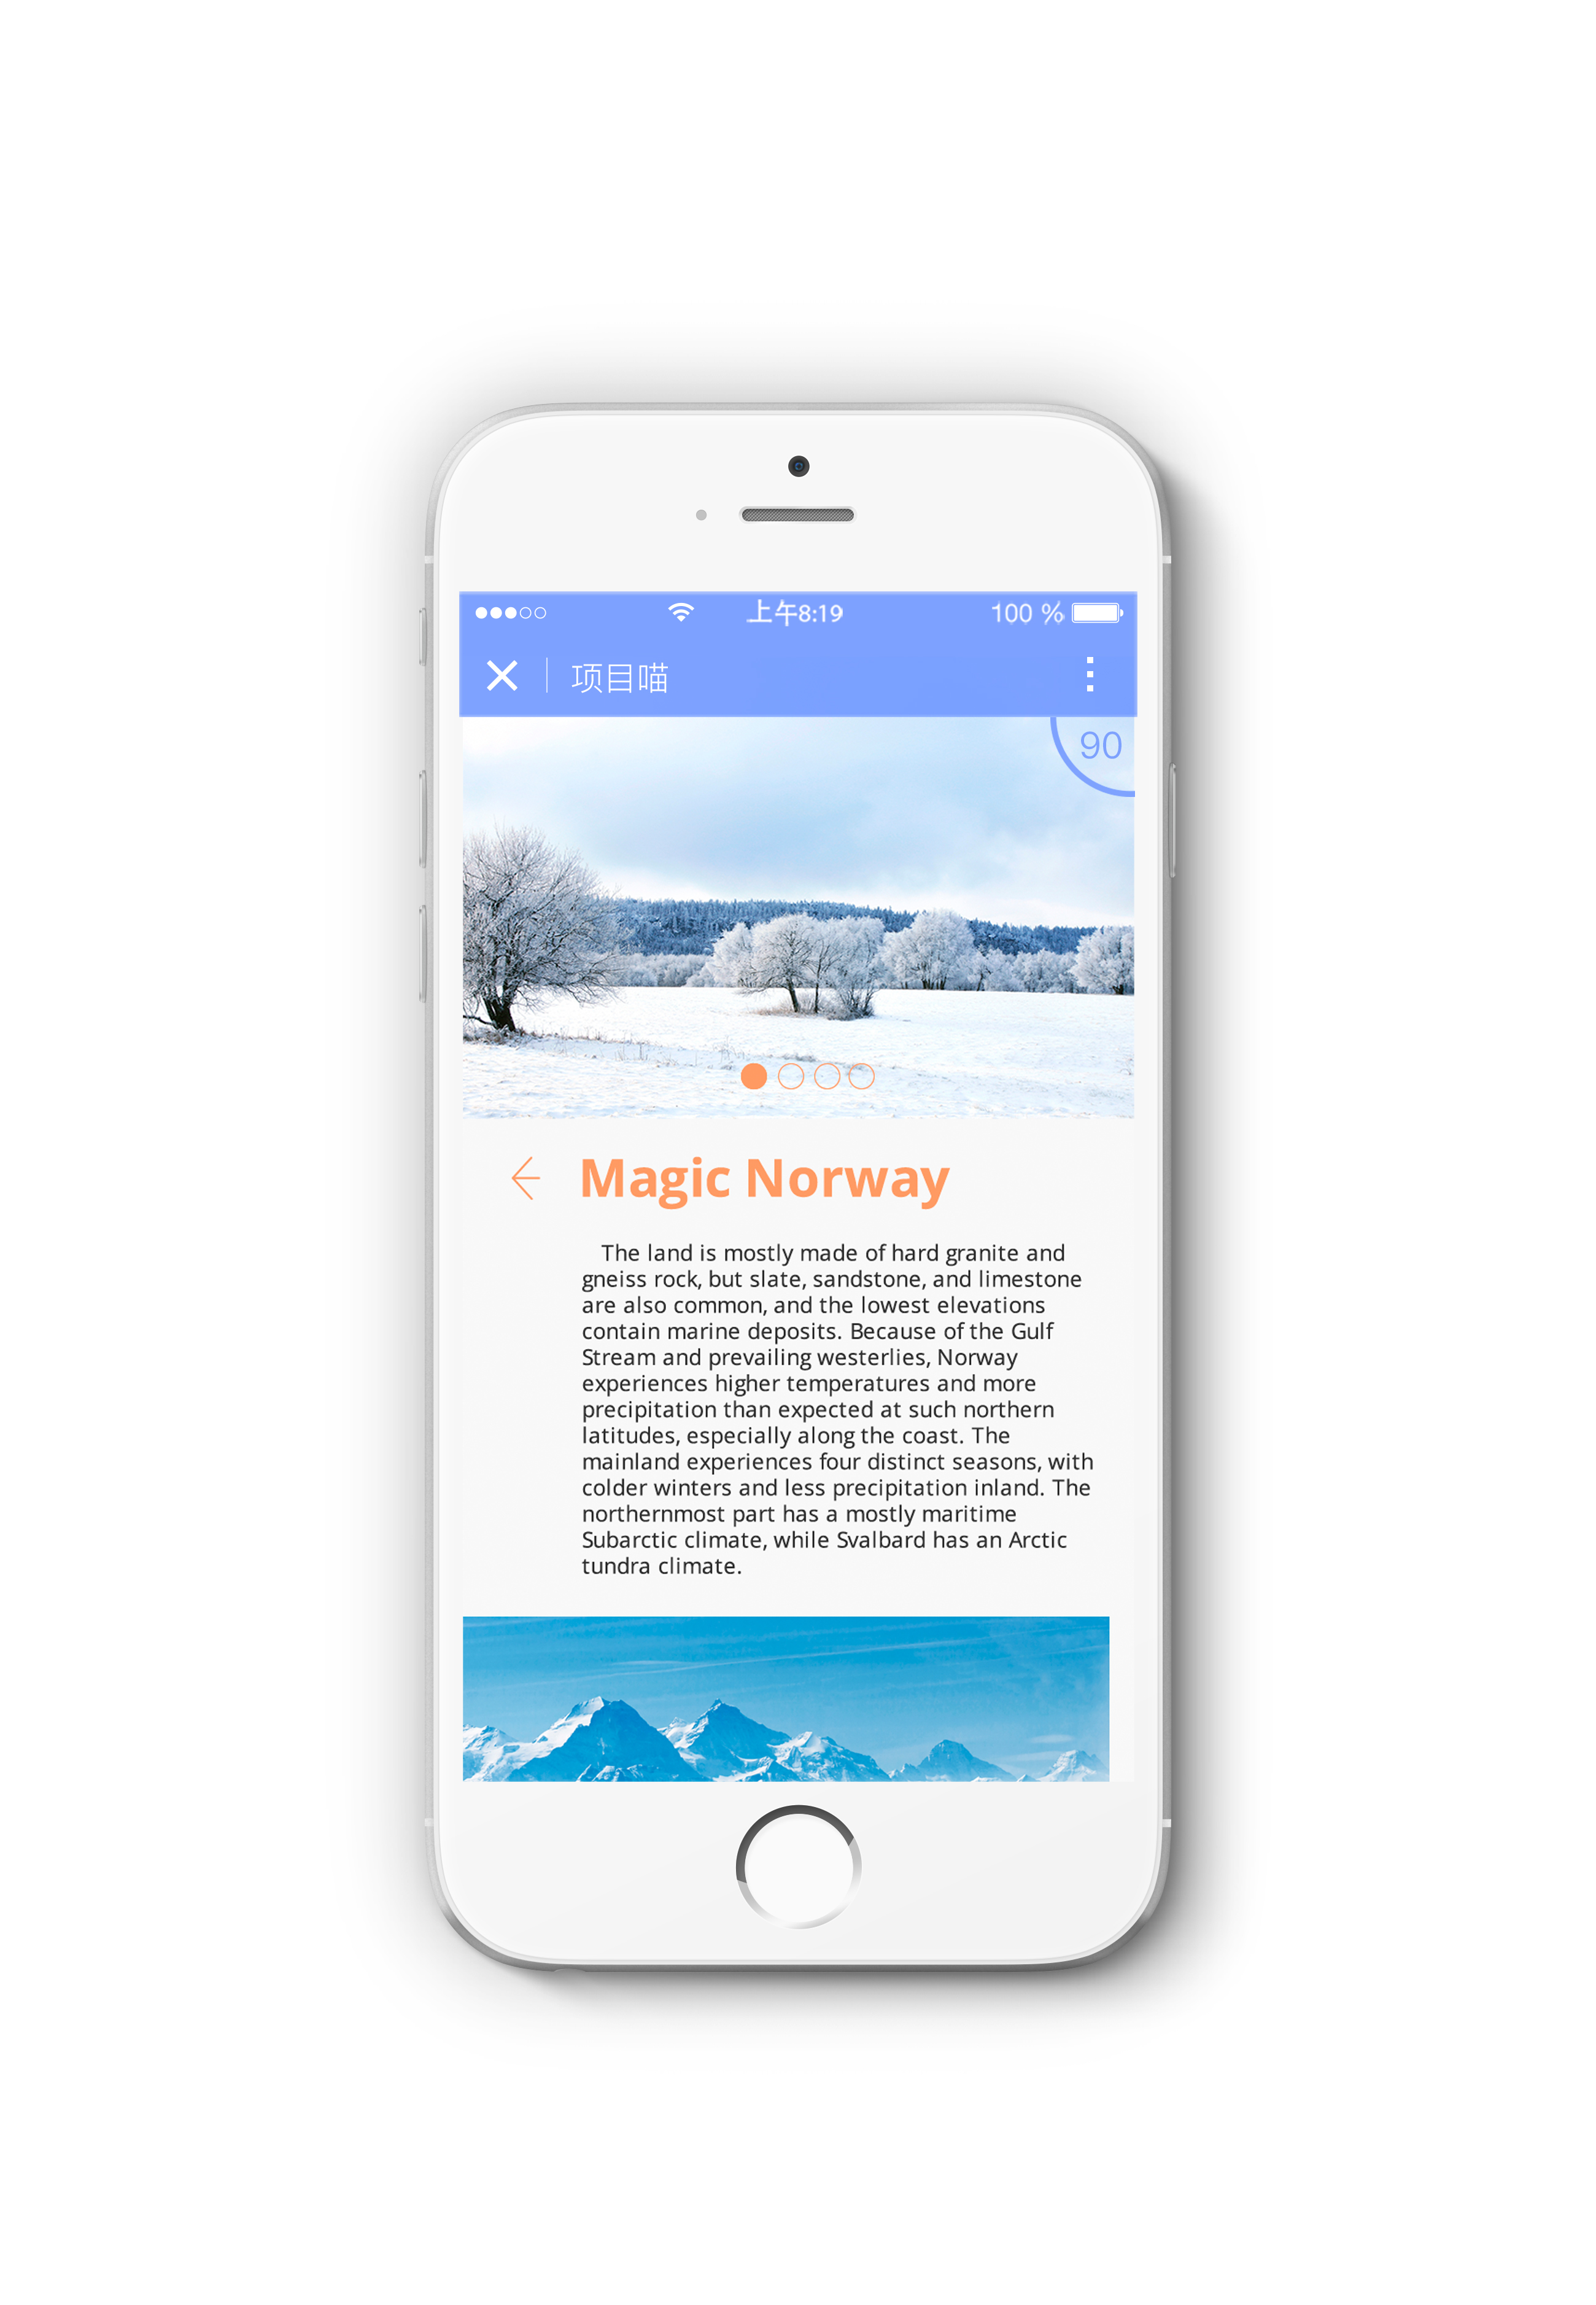 上午8:19
100 %
项目喵
90
Magic Norway
The land is mostly made of hard granite and
gneiss rock, but slate, sandstone, and limestone
are also common, and the lowest elevations
contain marine deposits. Because of the Gulf
Stream and prevailing westerlies, Norway
experiences higher temperatures and more
precipitation than expected at such northern
latitudes, especially along the coast. The
mainland experiences four distinct seasons, with
colder winters and less precipitation inland. The
northernmost part has a mostly maritime
Subarctic climate, while Svalbard has an Arctic
tundra climate.